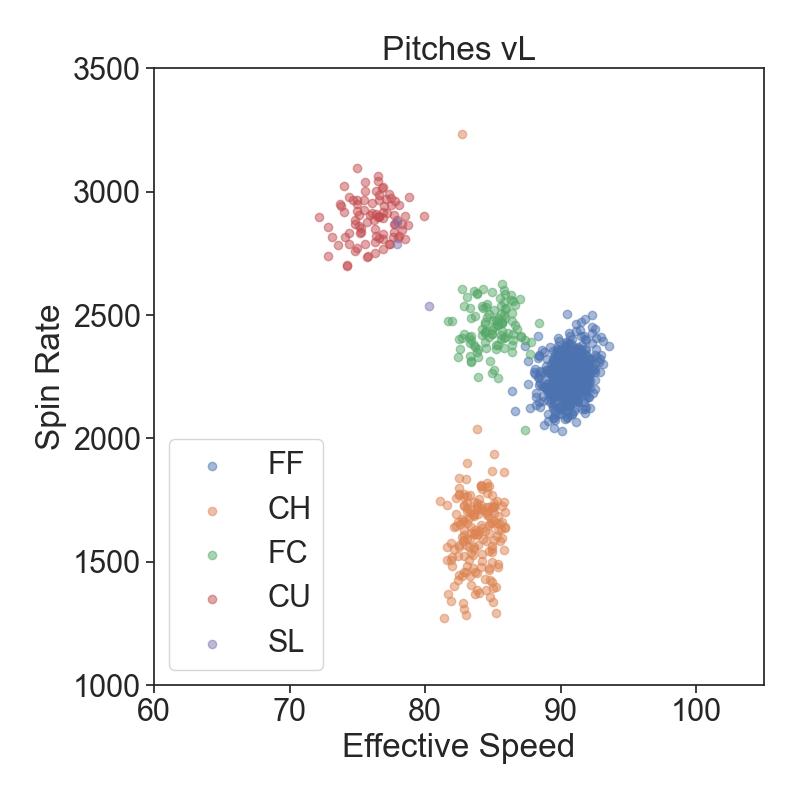 Pitches vL
3500
3000
2500
2000
1500
1000
Spin Rate
FF
CH
FC
CU
SL
60 70 80 90 100
Effective Speed